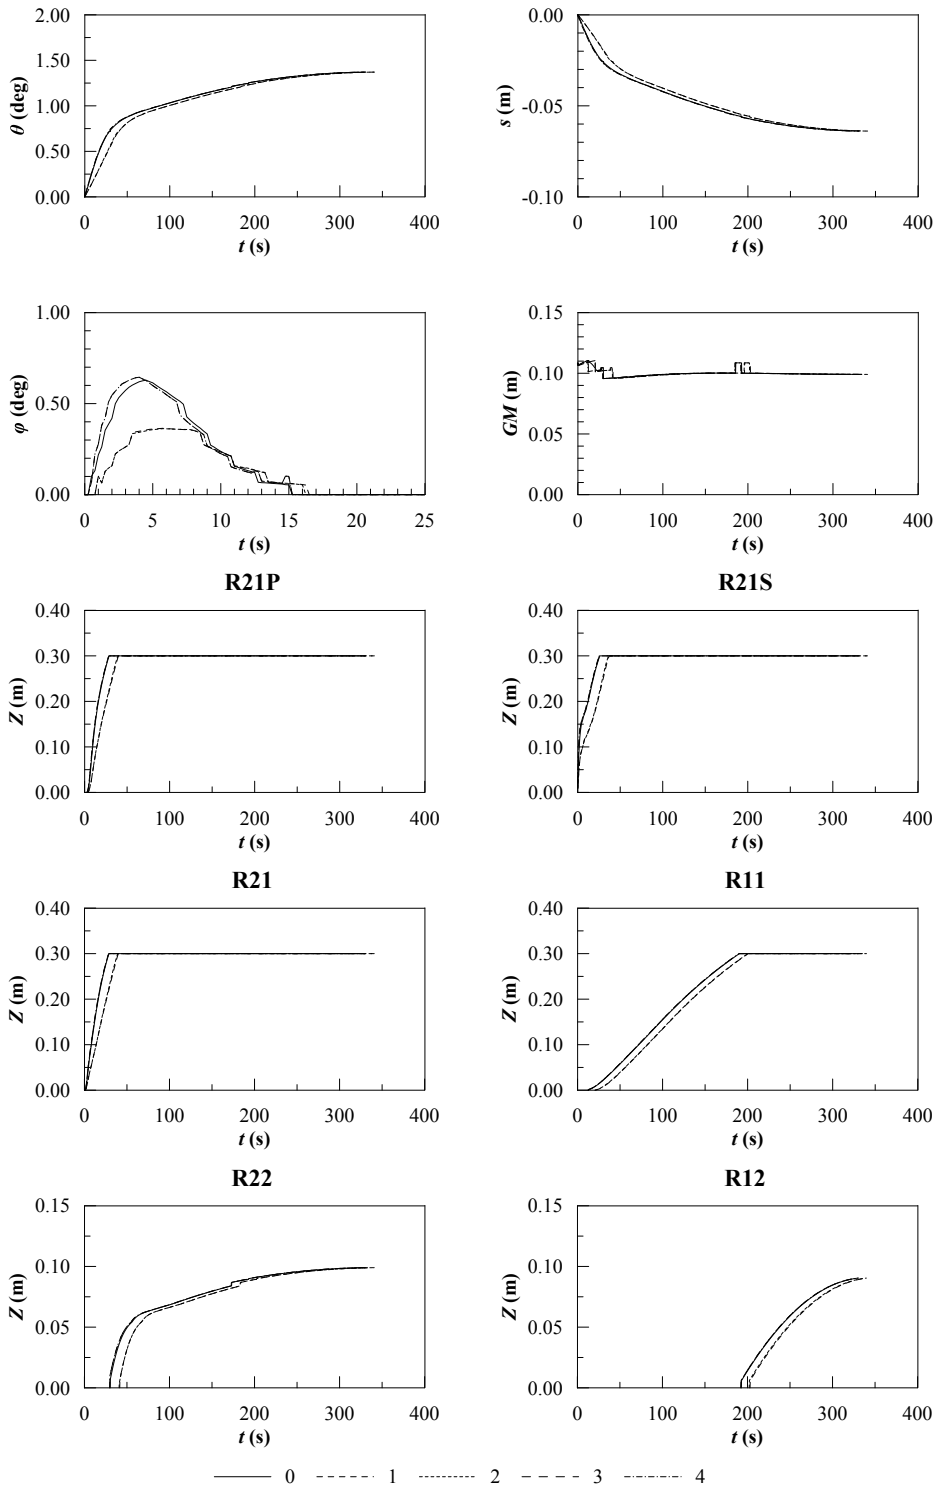 2.00
1.50
1.00
0.50
0.00
θ (deg)
0 100 200 300 400
t (s)
0.00
-0.05
-0.10
s (m)
0 100 200 300 400
t (s)
1.00
0.50
0.00
φ (deg)
0 5 10 15 20 25
t (s)
0.15
0.10
0.05
0.00
GM (m)
0 100 200 300 400
t (s)
R21P
0.40
0.30
0.20
0.10
0.00
Z (m)
0 100 200 300 400
t (s)
R21S
0.40
0.30
0.20
0.10
0.00
Z (m)
0 100 200 300 400
t (s)
R21
0.40
0.30
0.20
0.10
0.00
Z (m)
0 100 200 300 400
t (s)
R11
0.40
0.30
0.20
0.10
0.00
Z (m)
0 100 200 300 400
t (s)
R22
0.15
0.10
0.05
0.00
Z (m)
0 100 200 300 400
t (s)
R12
0.15
0.10
0.05
0.00
Z (m)
0 100 200 300 400
t (s)
0 1 2 3 4